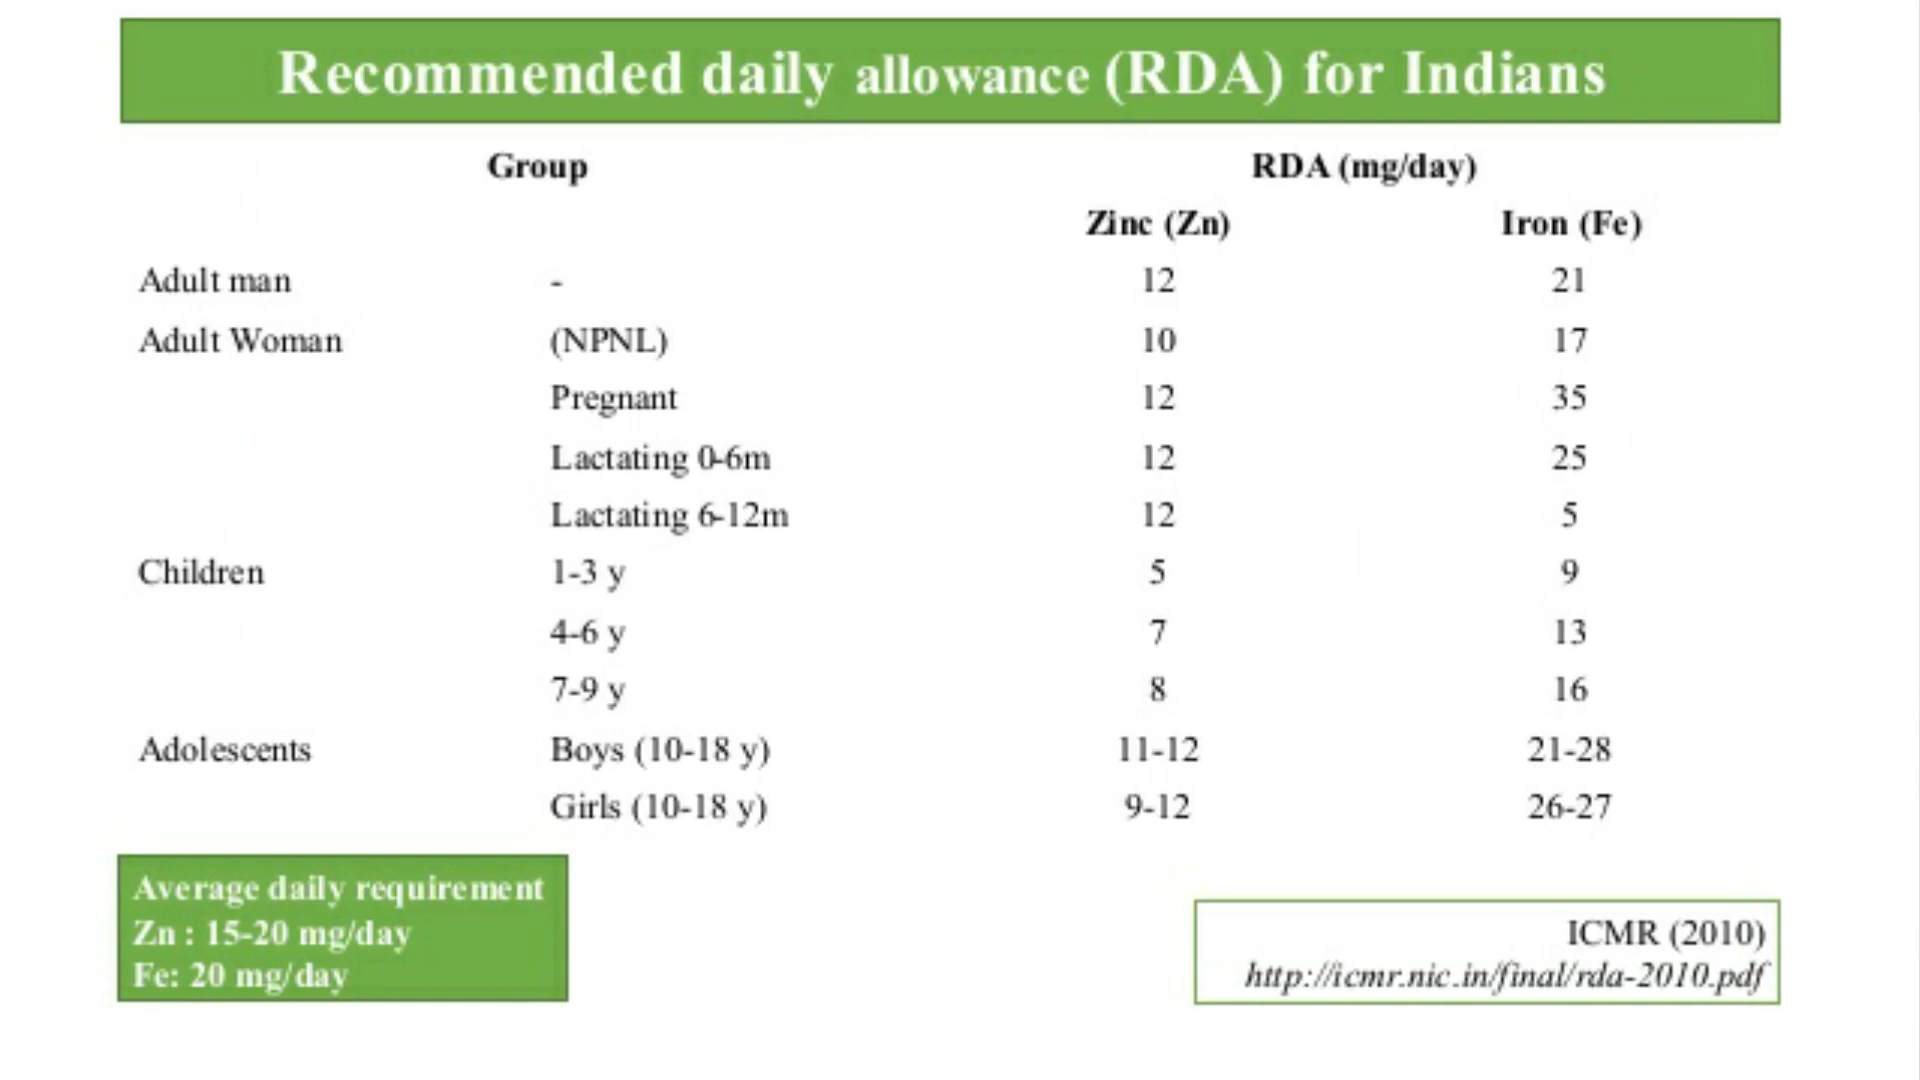 Recommended daily allowance (RDA) for Indians
Group RDA (mg/day)
Zinc (Zn) Iron (Fe)
Adult man - 12 21
Adult Woman (NPNL) 10 17
Pregnant 12 35
Lactating 0-6m 12 25
Lactating 6-12m 12 5
Children 1-3 y 5 9
4-6 y 7 13
7-9 y 8 16
Adolescents Boys (10-18 y) 11-12 21-28
Girls (10-18 y) 9-12 26-27
Average daily requirement
Zn : 15-20 mg/day
Fe: 20 mg/day
ICMR (2010)
http://icmr.nic.in/final/rda-2010.pdf